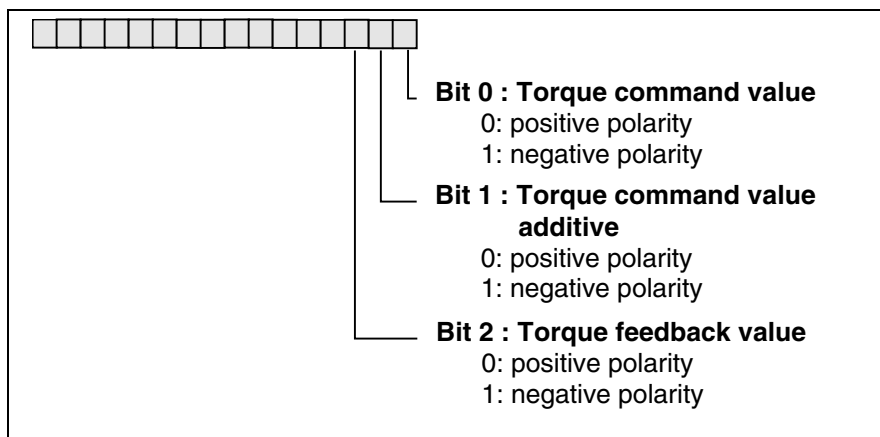 Bit 0 : Torque command value
0: positive polarity
1: negative polarity
Bit 1 : Torque command value
additive
0: positive polarity
1: negative polarity
Bit 2 : Torque feedback value
0: positive polarity
1: negative polarity